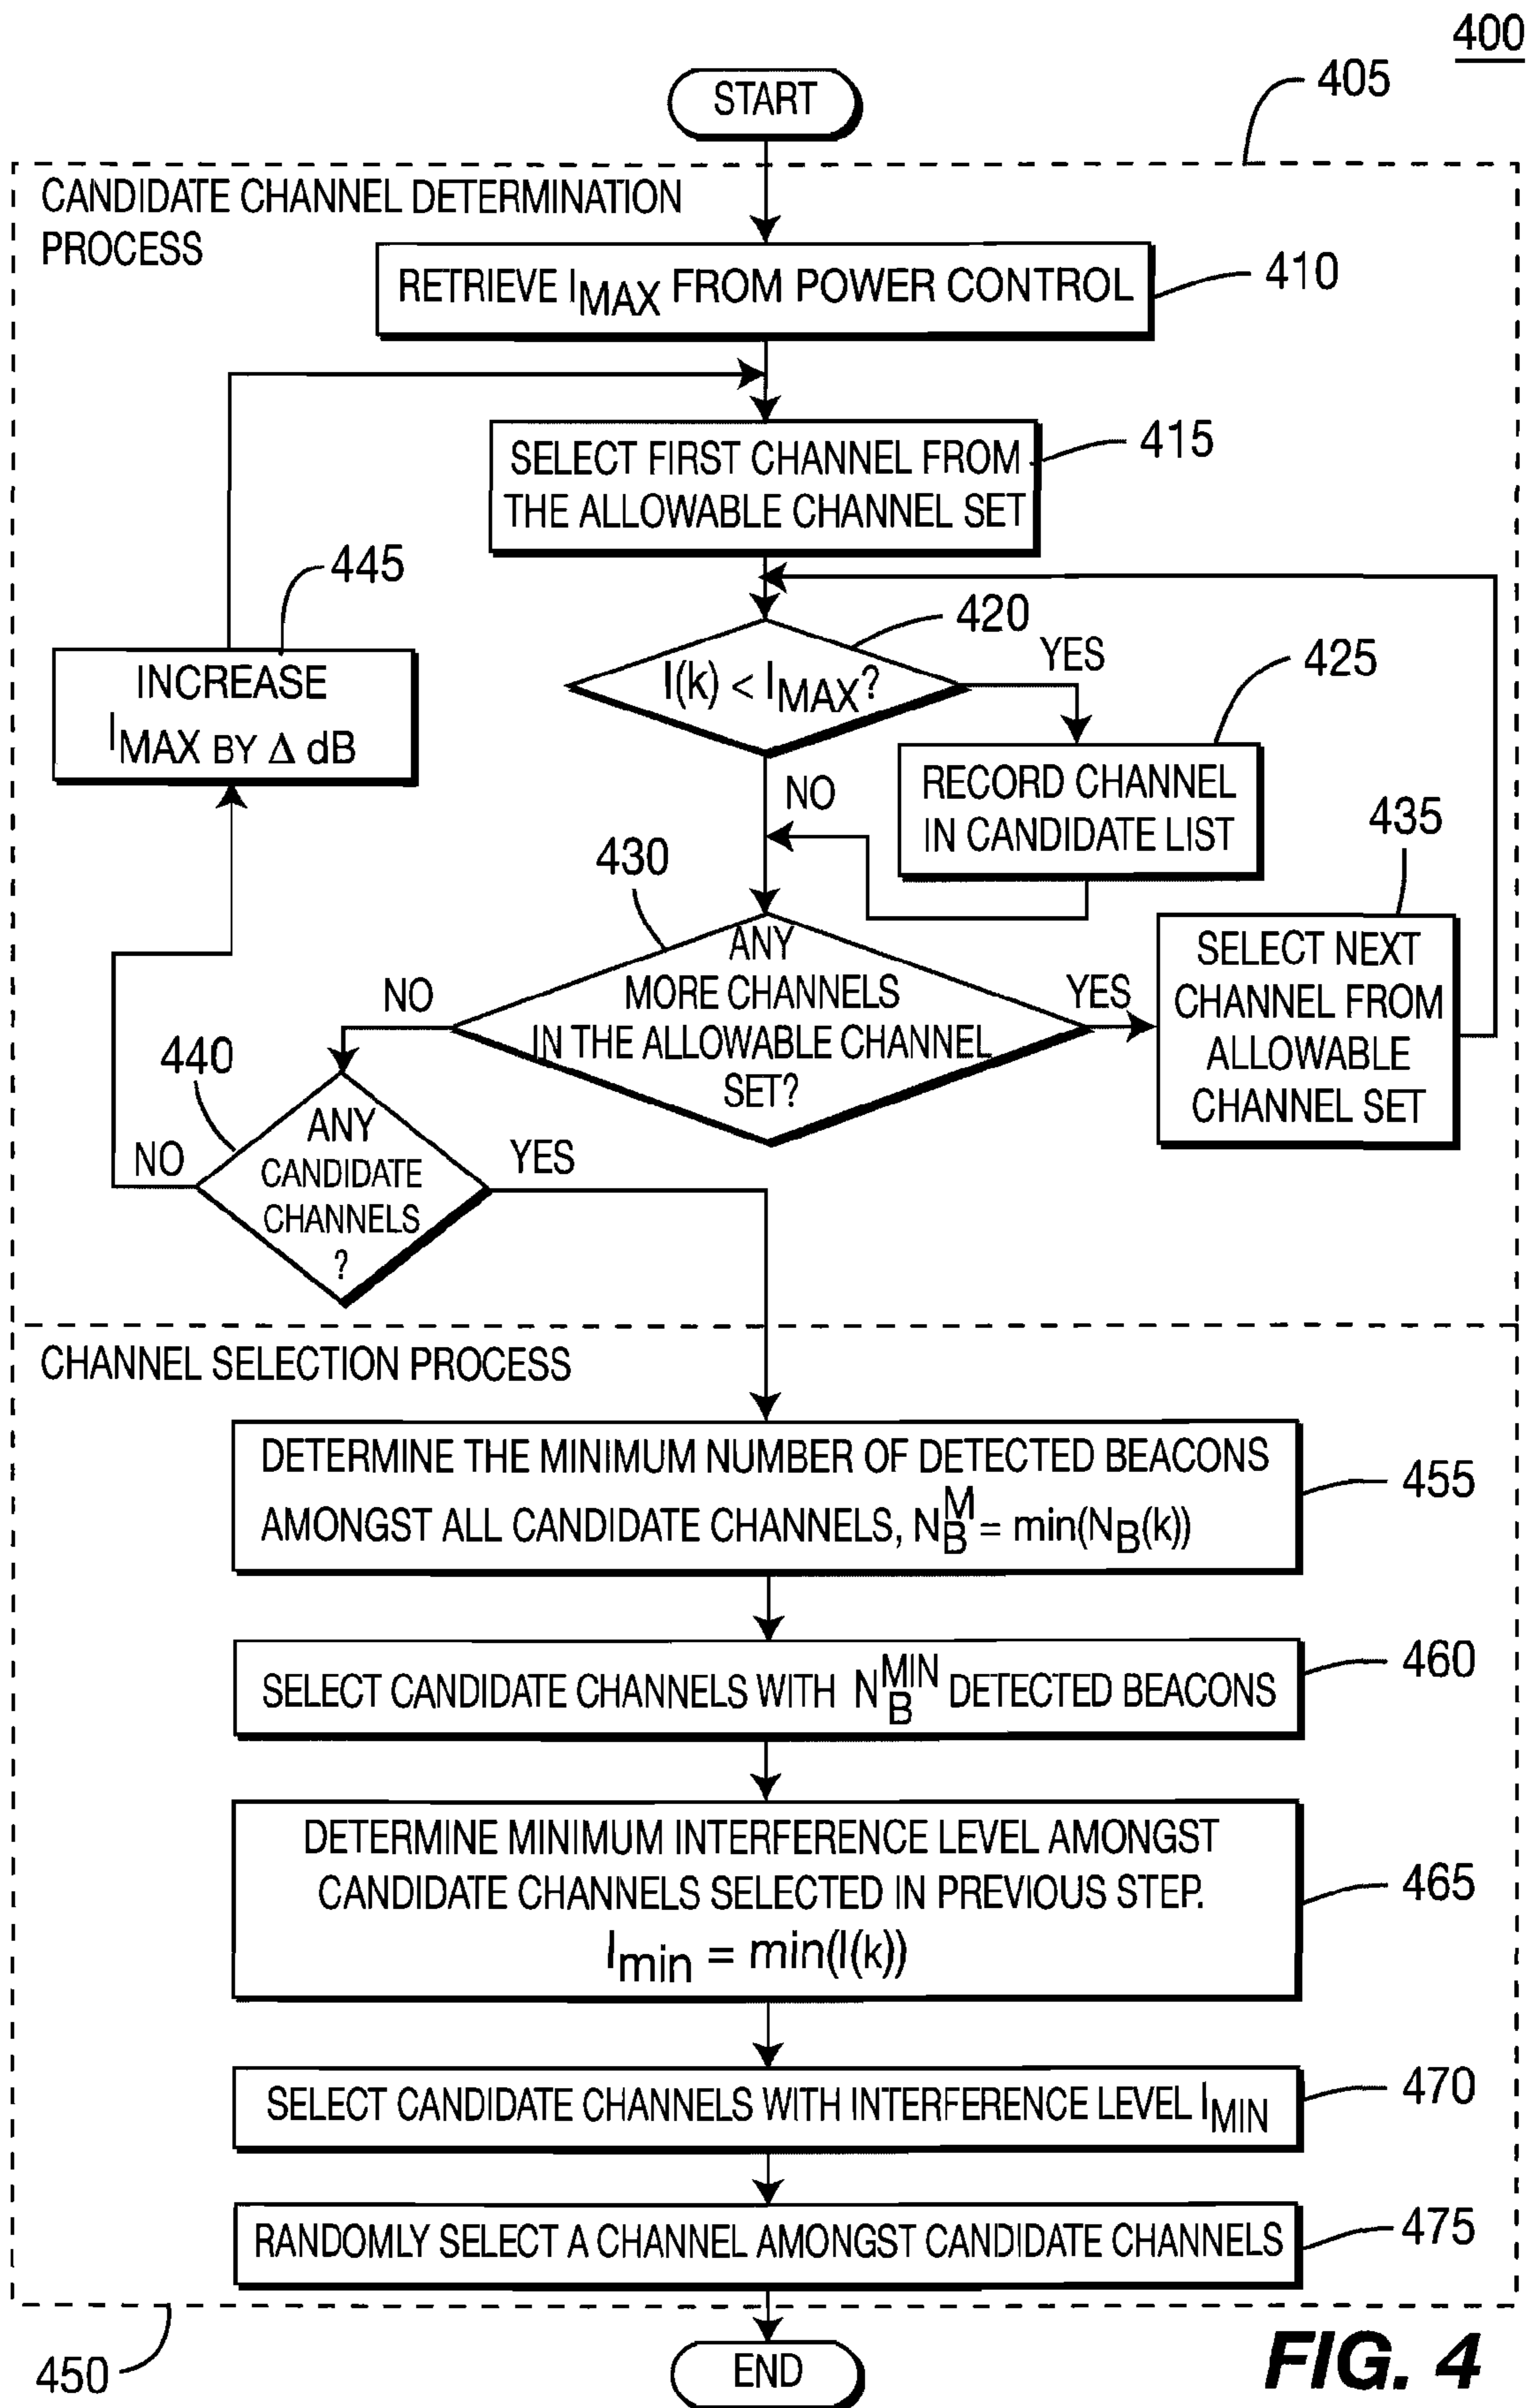 400
405
START
CANDIDATE CHANNEL DETERMINATION
PROCESS
RETRIEVE IMAX FROM POWER CONTROL
410
SELECT FIRST CHANNEL FROM
THE ALLOWABLE CHANNEL SET
415
445
INCREASE
IMAX BY Δ dB
420
I(k) < IMAX?
YES
425
RECORD CHANNEL
IN CANDIDATE LIST
NO
430
435
ANY
MORE CHANNELS
IN THE ALLOWABLE CHANNEL
SET?
NO
YES
SELECT NEXT
CHANNEL FROM
ALLOWABLE
CHANNEL SET
440
ANY
CANDIDATE
CHANNELS
?
NO
YES
CHANNEL SELECTION PROCESS
DETERMINE THE MINIMUM NUMBER OF DETECTED BEACONS
AMONGST ALL CANDIDATE CHANNELS, N_B^M = min(N_B(k))
455
SELECT CANDIDATE CHANNELS WITH N_B^MIN DETECTED BEACONS
460
DETERMINE MINIMUM INTERFERENCE LEVEL AMONGST
CANDIDATE CHANNELS SELECTED IN PREVIOUS STEP.
Imin = min(I(k))
465
SELECT CANDIDATE CHANNELS WITH INTERFERENCE LEVEL IMIN
470
RANDOMLY SELECT A CHANNEL AMONGST CANDIDATE CHANNELS
475
450
END
FIG. 4